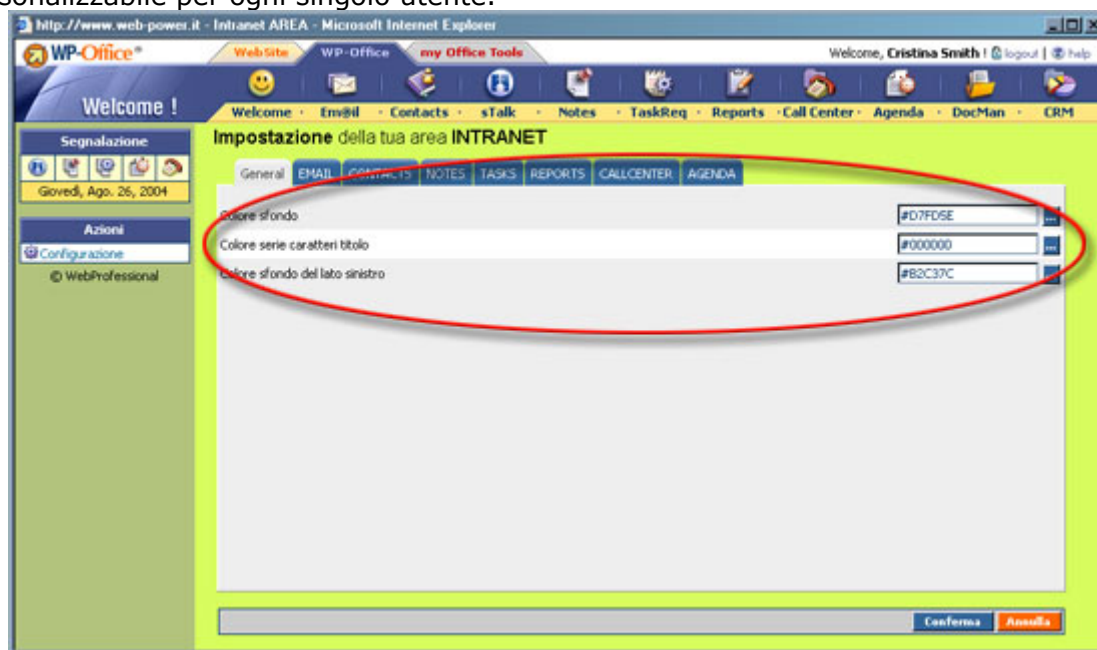 sonalizzabile per ogni singolo utente.
http://www.web-power.it - Intranet AREA - Microsoft Internet Explorer
WP-Office®
WebSite WP-Office my Office Tools
Welcome, Cristina Smith ! logout | help
Welcome !
Welcome · Em@il · Contacts · sTalk · Notes · TaskReq · Reports · Call Center · Agenda · DocMan · CRM
Segnalazione
Giovedì, Ago. 26, 2004
Azioni
Configurazione
© WebProfessional
Impostazione della tua area INTRANET
General EMAIL CONTACTS NOTES TASKS REPORTS CALLCENTER AGENDA
Colore sfondo #D7FD5E ...
Colore serie caratteri titolo #000000 ...
Colore sfondo del lato sinistro #B2C37C ...
Conferma Annulla